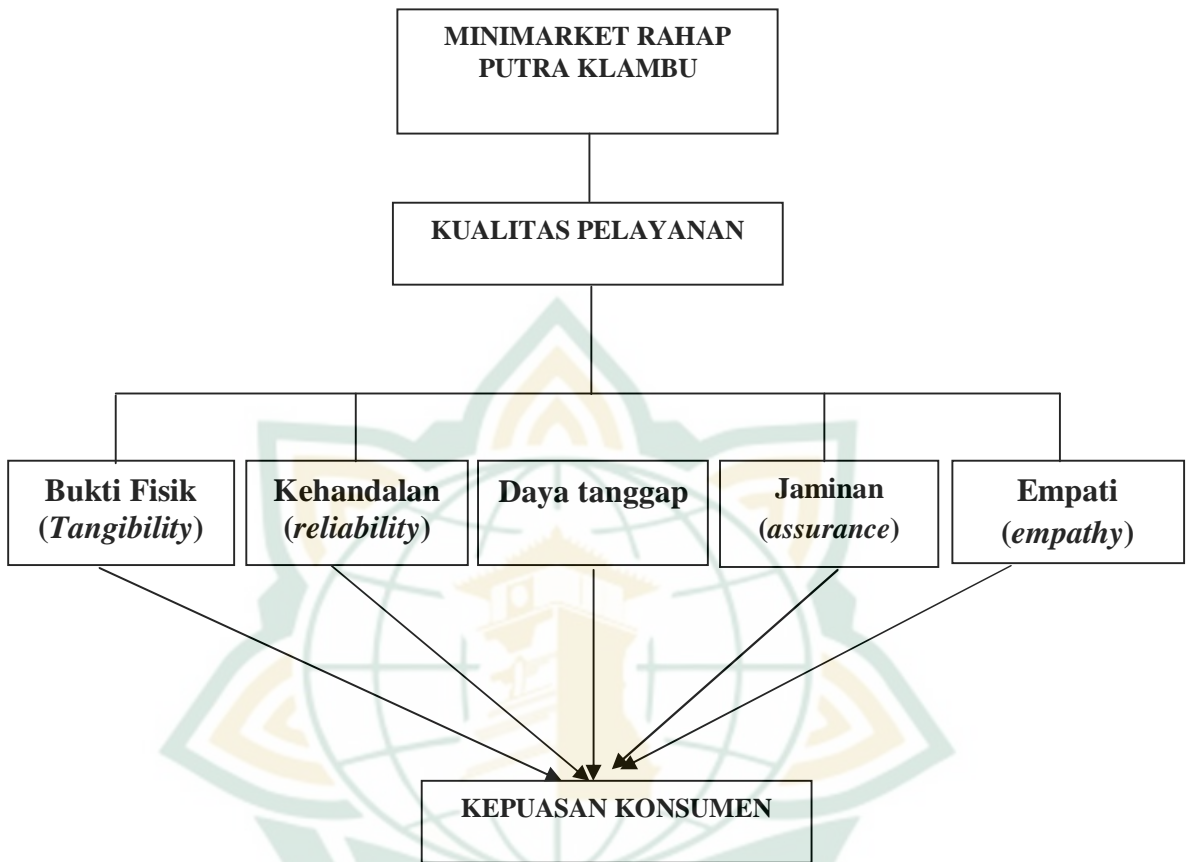 MINIMARKET RAHAP
PUTRA KLAMBU
KUALITAS PELAYANAN
Bukti Fisik
(Tangibility)
Kehandalan
(reliability)
Daya tanggap
Jaminan
(assurance)
Empati
(empathy)
KEPUASAN KONSUMEN